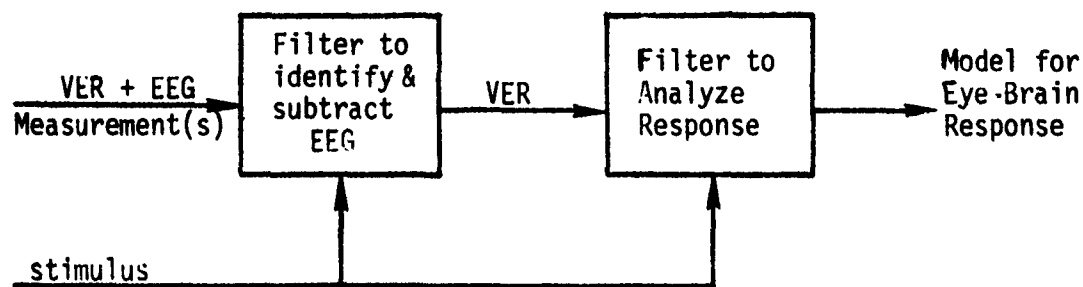 VER + EEG
Measurement(s)
Filter to
identify &
subtract
EEG
VER
Filter to
Analyze
Response
Model for
Eye-Brain
Response
stimulus